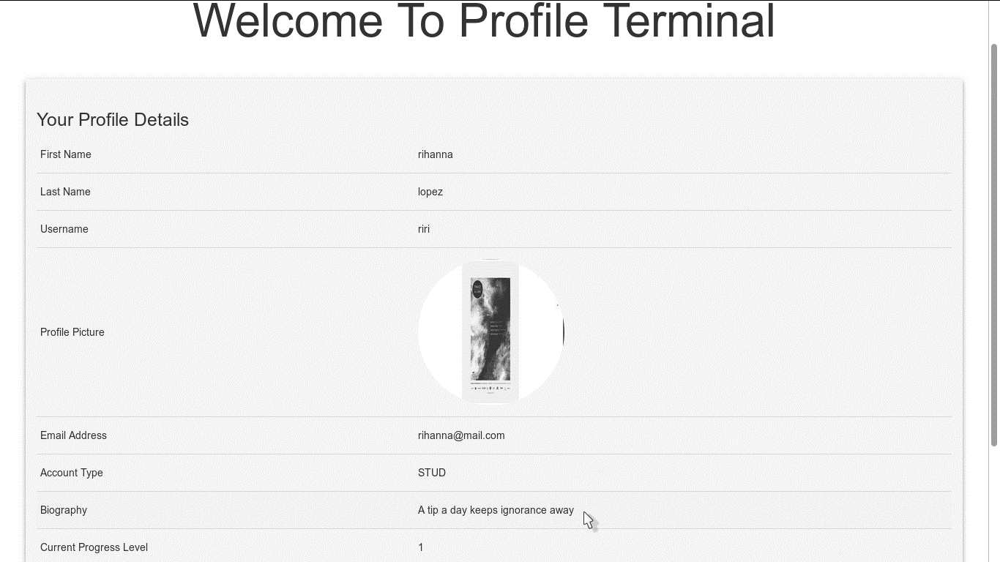 Welcome To Profile Terminal
Your Profile Details
First Name rihanna
Last Name lopez
Username riri
Profile Picture
Email Address rihanna@mail.com
Account Type STUD
Biography A tip a day keeps ignorance away
Current Progress Level 1